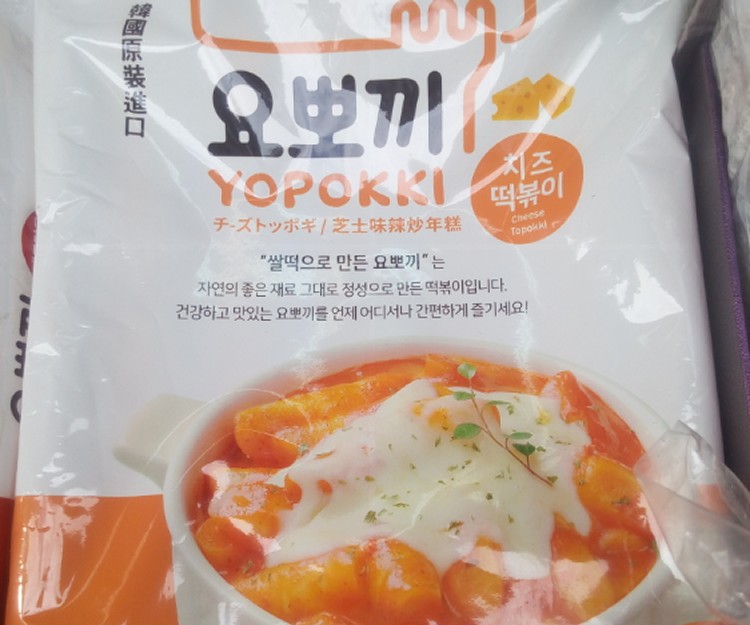 韓國原裝進口
요뽀끼
YOPOKKI
치즈
떡볶이
Cheese
Topokki
チーズトッポギ / 芝士味辣炒年糕
"쌀떡으로 만든 요뽀끼" 는
자연의 좋은 재료 그대로 정성으로 만든 떡볶이입니다.
건강하고 맛있는 요뽀끼를 언제 어디서나 간편하게 즐기세요!